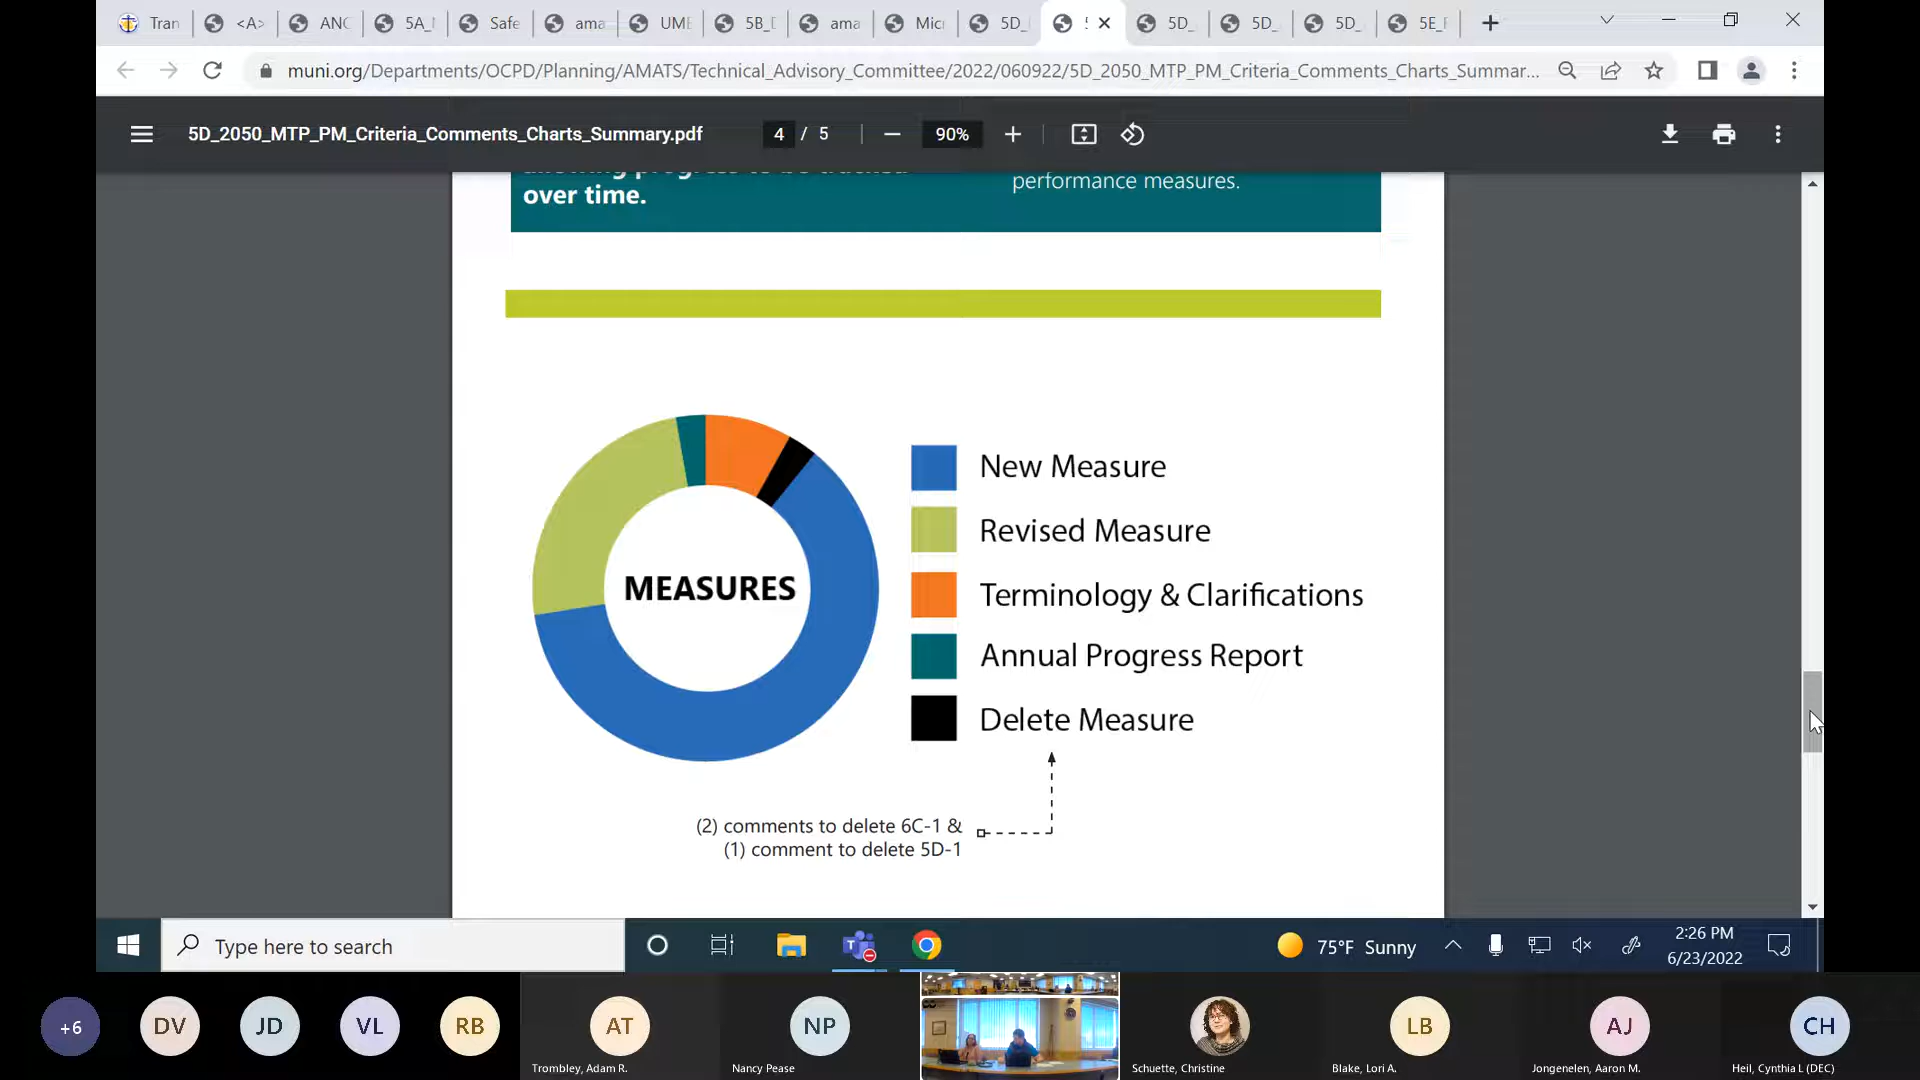 Tran
<A>
ANC
5A_
Safe
ama
UME
5B_D
ama
Micr
5D_
5D_
5D_
5D_
5E_F
muni.org/Departments/OCPD/Planning/AMATS/Technical_Advisory_Committee/2022/060922/5D_2050_MTP_PM_Criteria_Comments_Charts_Summar...
5D_2050_MTP_PM_Criteria_Comments_Charts_Summary.pdf
4 / 5
90%
over time.
performance measures.
MEASURES
New Measure
Revised Measure
Terminology & Clarifications
Annual Progress Report
Delete Measure
(2) comments to delete 6C-1 &
(1) comment to delete 5D-1
Type here to search
75°F Sunny
2:26 PM
6/23/2022
+6
DV
JD
VL
RB
AT
NP
LB
AJ
CH
Trombley, Adam R.
Nancy Pease
Schuette, Christine
Blake, Lori A.
Jongenelen, Aaron M.
Heil, Cynthia L (DEC)